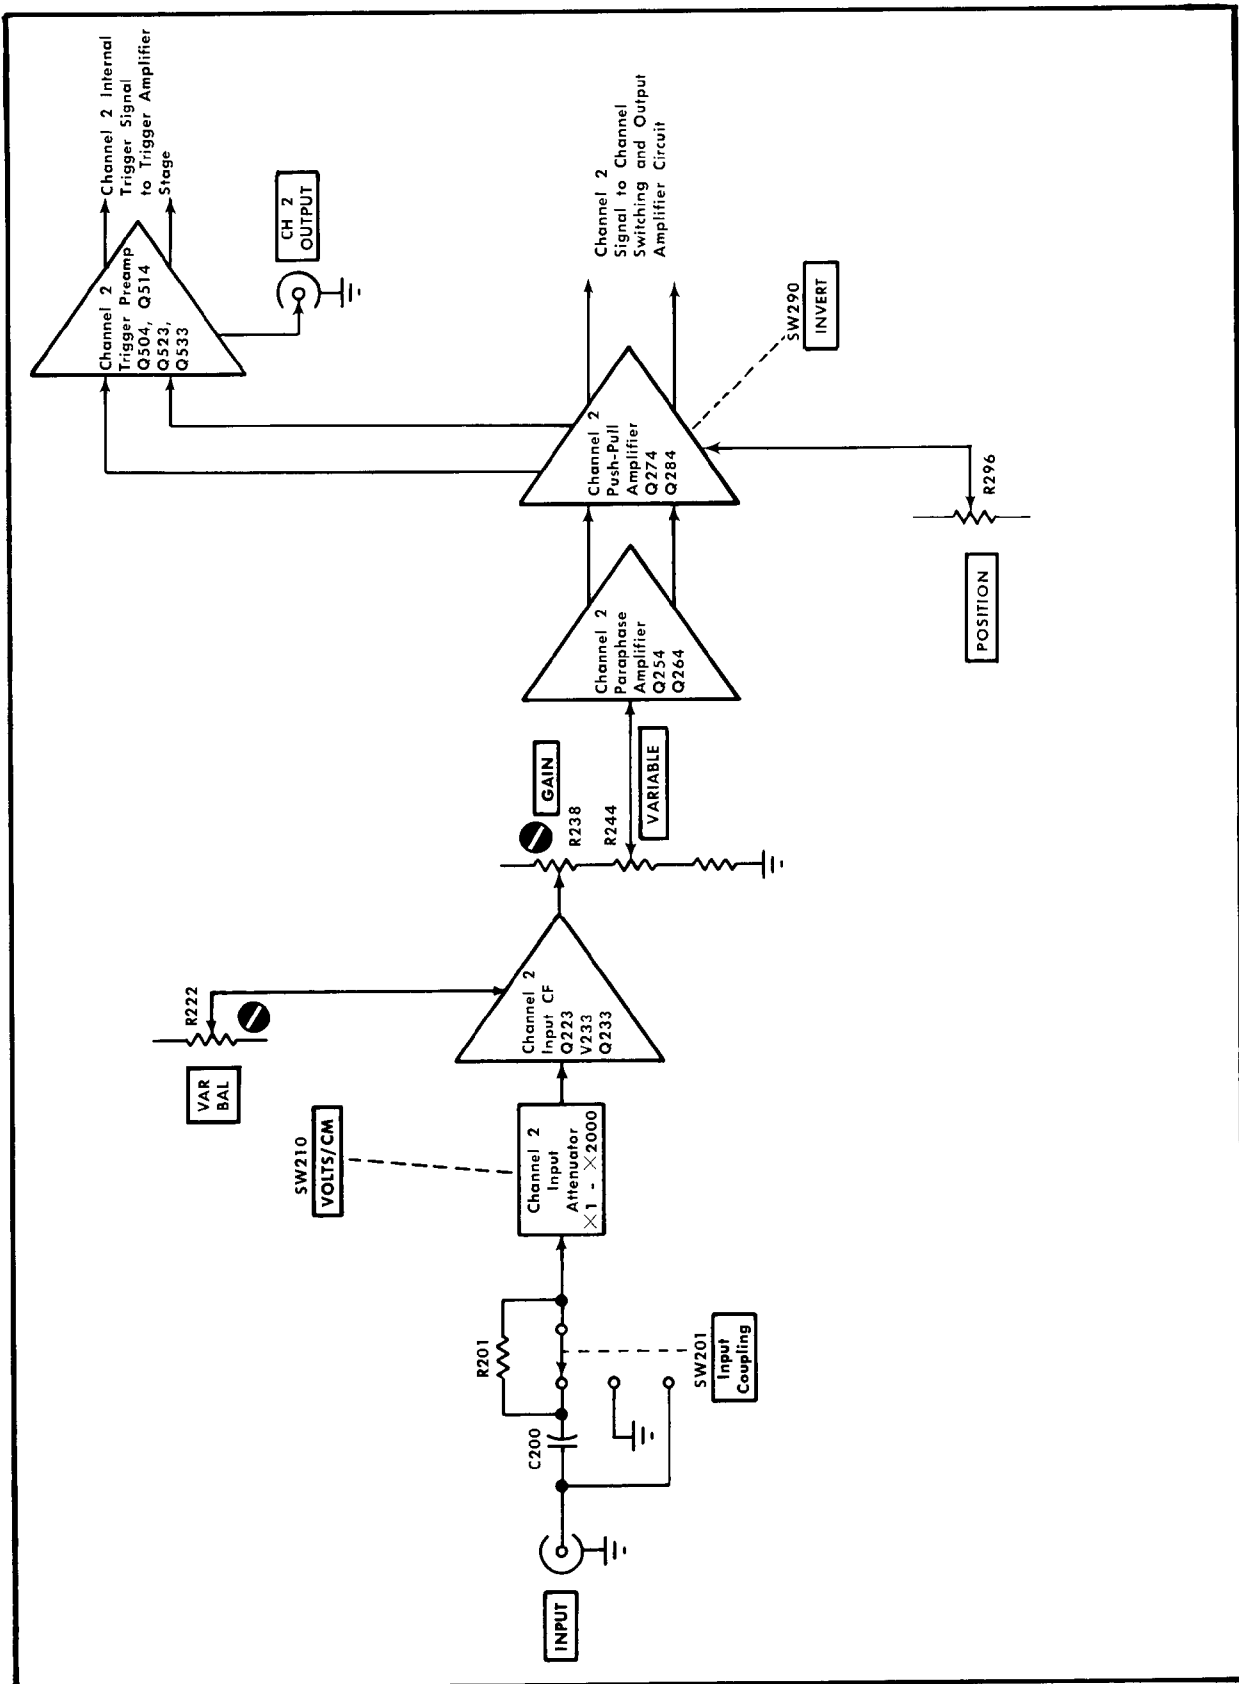 INPUT
C200
R201
SW201
Input
Coupling
SW210
VOLTS/CM
Channel 2
Input
Attenuator
×1 - ×2000
VAR
BAL
R222
Channel 2
Input CF
Q223
V233
Q233
GAIN
R238
R244
VARIABLE
Channel 2
Paraphase
Amplifier
Q254
Q264
POSITION
R296
Channel 2
Push-Pull
Amplifier
Q274
Q284
SW290
INVERT
Channel 2
Signal to Channel
Switching and Output
Amplifier Circuit
Channel 2
Trigger Preamp
Q504, Q514
Q523,
Q533
CH 2
OUTPUT
Channel 2 Internal
Trigger Signal
to Trigger Amplifier
Stage